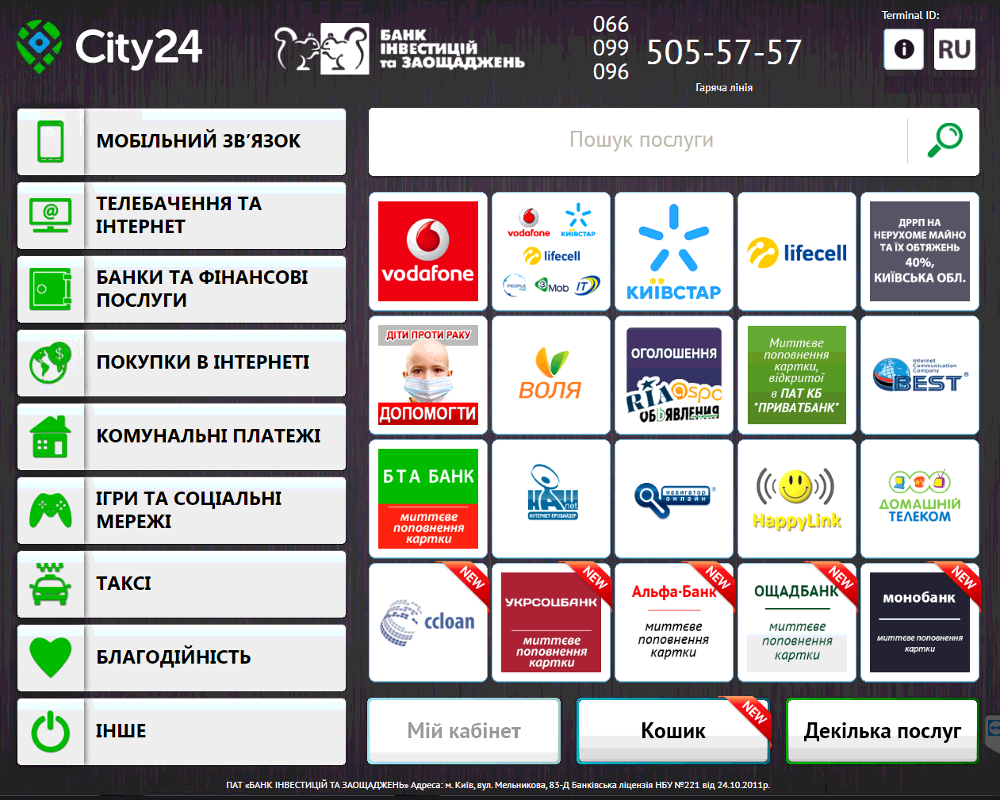 City24
БАНК
ІНВЕСТИЦІЙ
та ЗАОЩАДЖЕНЬ
066
099
096
505-57-57
Гаряча лінія
Terminal ID:
RU
МОБІЛЬНИЙ ЗВ'ЯЗОК
ТЕЛЕБАЧЕННЯ ТА
ІНТЕРНЕТ
БАНКИ ТА ФІНАНСОВІ
ПОСЛУГИ
ПОКУПКИ В ІНТЕРНЕТІ
КОМУНАЛЬНІ ПЛАТЕЖІ
ІГРИ ТА СОЦІАЛЬНІ
МЕРЕЖІ
ТАКСІ
БЛАГОДІЙНІСТЬ
ІНШЕ
Пошук послуги
vodafone
vodafone КИЇВСТАР
lifecell
PEOPLEnet 3Mob ІТ
КИЇВСТАР
lifecell
ДРРП НА
НЕРУХОМЕ МАЙНО
ТА ЇХ ОБТЯЖЕНЬ
40%,
КИЇВСЬКА ОБЛ.
ДІТИ ПРОТИ РАКУ
ДОПОМОГТИ
ВОЛЯ
ОГОЛОШЕННЯ
RIA @spo
ОБЬЯВЛЕНИЯ
Миттєве
поповнення
картки,
відкритої
в ПАТ КБ
"ПРИВАТБАНК"
Internet
Communication
Company
BEST®
БТА БАНК
миттєве
поповнення
картки
НАШ
net
ИНТЕРНЕТ-ПРОВАЙДЕР
навигатор
онлайн
®
HappyLink
ДОМАШНІЙ
ТЕЛЕКОМ
NEW
ccloan
NEW
УКРСОЦБАНК
миттєве
поповнення
картки
NEW
Альфа·Банк
миттєве
поповнення
картки
NEW
ОЩАДБАНК
миттєве
поповнення
картки
NEW
монобанк
миттєве поповнення
картки
Мій кабінет
Кошик
NEW
Декілька послуг
ПАТ «БАНК ІНВЕСТИЦІЙ ТА ЗАОЩАДЖЕНЬ» Адреса: м. Київ, вул. Мельникова, 83-Д Банківська ліцензія НБУ №221 від 24.10.2011р.